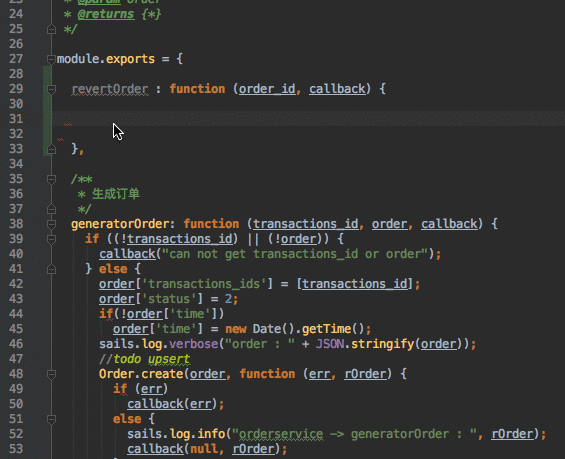 23 * @param order
24 * @returns {*}
25 */
26
27 module.exports = {
28
29 revertOrder : function (order_id, callback) {
30
31
32
33 },
34
35 /**
36 * 生成订单
37 */
38 generatorOrder: function (transactions_id, order, callback) {
39 if ((!transactions_id) || (!order)) {
40 callback("can not get transactions_id or order");
41 } else {
42 order['transactions_ids'] = [transactions_id];
43 order['status'] = 2;
44 if(!order['time'])
45 order['time'] = new Date().getTime();
46 sails.log.verbose("order : " + JSON.stringify(order));
47 //todo upsert
48 Order.create(order, function (err, rOrder) {
49 if (err)
50 callback(err);
51 else {
52 sails.log.info("orderservice -> generatorOrder : ", rOrder);
53 callback(null, rOrder);